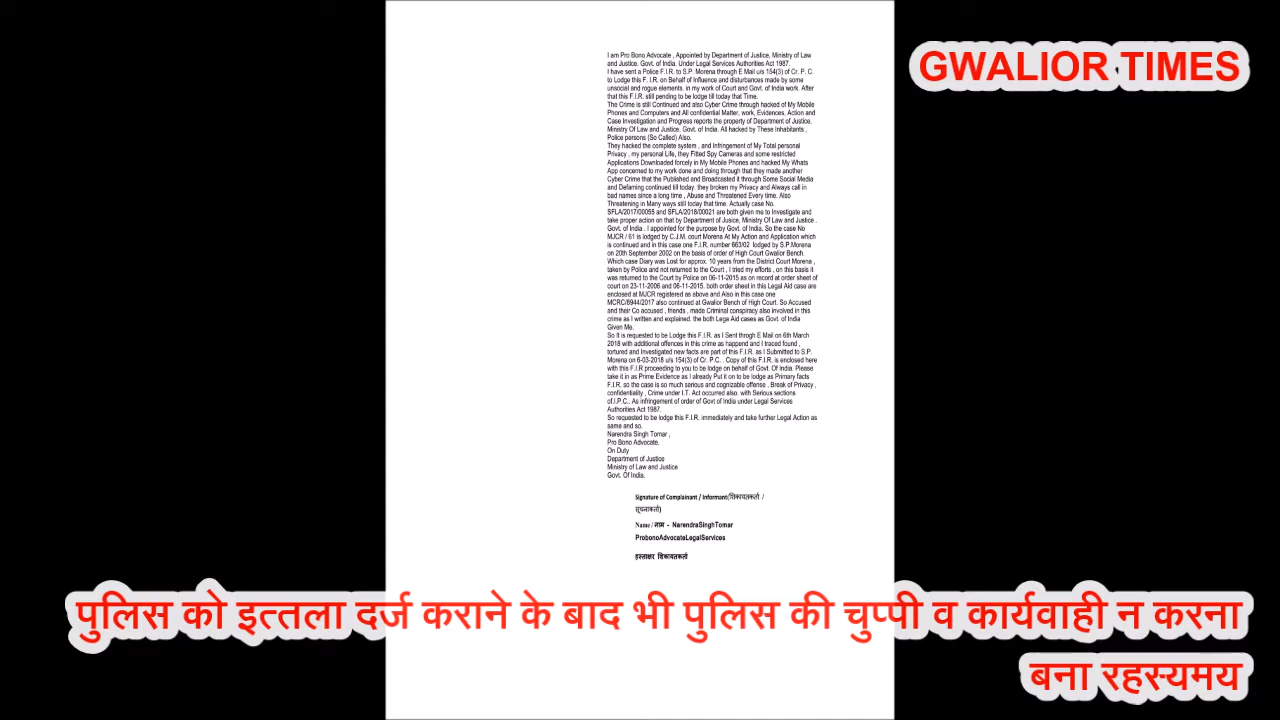 GWALIOR TIMES
I am Pro Bono Advocate , Appointed by Department of Justice, Ministry of Law
and Justice. Govt. of India. Under Legal Services Authorities Act 1987.
I have sent a Police F.I.R. to S.P. Morena through E Mail u/s 154(3) of Cr. P. C.
to Lodge this F. I.R. on Behalf of Influence and disturbances made by some
unsocial and rogue elements. in my work of Court and Govt. of India work. After
that this F.I.R. still pending to be lodge till today that Time.
The Crime is still Continued and also Cyber Crime through hacked of My Mobile
Phones and Computers and All confidential Matter, work, Evidences, Action and
Case Investigation and Progress reports the property of Department of Justice.
Ministry Of Law and Justice. Govt. of India. All hacked by These Inhabitants ,
Police persons (So Called) Also.
They hacked the complete system , and Infringement of My Total personal
Privacy , my personal Life, they Fitted Spy Cameras and some restricted
Applications Downloaded forcely in My Mobile Phones and hacked My Whats
App concerned to my work done and doing through that they made another
Cyber Crime that the Published and Broadcasted it through Some Social Media
and Defaming continued till today. they broken my Privacy and Always call in
bad names since a long time , Abuse and Threatened Every time. Also
Threatening in Many ways still today that time. Actually case No.
SFLA/2017/00055 and SFLA/2018/00021 are both given me to Investigate and
take proper action on that by Department of Jusice, Ministry Of Law and Justice .
Govt. of India . I appointed for the purpose by Govt. of India. So the case No
MJCR / 61 is lodged by C.J.M. court Morena At My Action and Application which
is continued and in this case one F.I.R. number 663/02 lodged by S.P.Morena
on 20th September 2002 on the basis of order of High Court Gwalior Bench.
Which case Diary was Lost for approx. 10 years from the District Court Morena ,
taken by Police and not returned to the Court , I tried my efforts , on this basis it
was returned to the Court by Police on 06-11-2015 as on record at order sheet of
court on 23-11-2006 and 06-11-2015. both order sheet in this Legal Aid case are
enclosed at MJCR registered as above and Also in this case one
MCRC/8944/2017 also continued at Gwalior Bench of High Court. So Accused
and their Co accused , friends , made Criminal conspiracy also involved in this
crime as I written and explained. the both Lega Aid cases as Govt. of India
Given Me.
So It is requested to be Lodge this F.I.R. as I Sent throgh E Mail on 6th March
2018 with additional offences in this crime as happend and I traced found ,
tortured and Investigated new facts are part of this F.I.R. as I Submitted to S.P.
Morena on 6-03-2018 u/s 154(3) of Cr. P.C. . Copy of this F.I.R. is enclosed here
with this F.I.R proceeding to you to be lodge on behalf of Govt. Of India. Please
take it in as Prime Evidence as I already Put it on to be lodge as Primary facts
F.I.R. so the case is so much serious and cognizable offense , Break of Privacy ,
confidentiality , Crime under I.T. Act occurred also. with Serious sections
of.I.P.C.. As infringement of order of Govt of India under Legal Services
Authorities Act 1987.
So requested to be lodge this F.I.R. immediately and take further Legal Action as
same and so.
Narendra Singh Tomar ,
Pro Bono Advocate.
On Duty
Department of Justice
Ministry of Law and Justice
Govt. Of India.
Signature of Complainant / Informant(शिकायतकर्ता /
सूचनाकर्ता)
Name / नाम - NarendraSinghTomar
ProbonoAdvocateLegalServices
हस्ताक्षर शिकायतकर्ता
पुलिस को इत्तला दर्ज कराने के बाद भी पुलिस की चुप्पी व कार्यवाही न करना
बना रहस्यमय